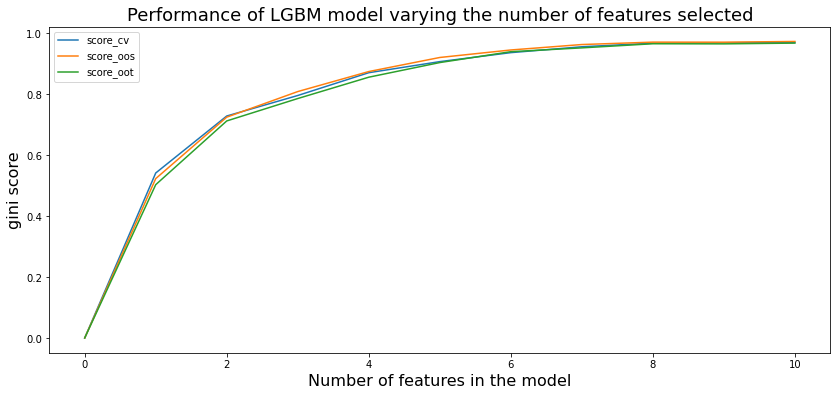 Performance of LGBM model varying the number of features selected
score_cv
score_oos
score_oot
gini score
1.0
0.8
0.6
0.4
0.2
0.0
0 2 4 6 8 10
Number of features in the model